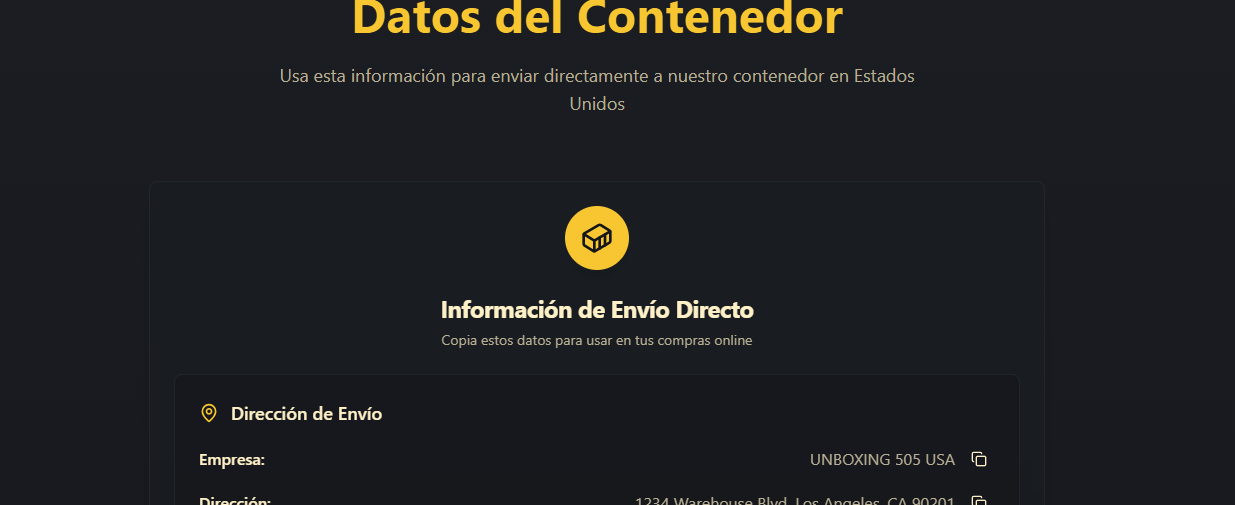 Datos del Contenedor
Usa esta información para enviar directamente a nuestro contenedor en Estados
Unidos
Información de Envío Directo
Copia estos datos para usar en tus compras online
Dirección de Envío
Empresa: UNBOXING 505 USA
Dirección: 1234 Warehouse Blvd, Los Angeles, CA 90201